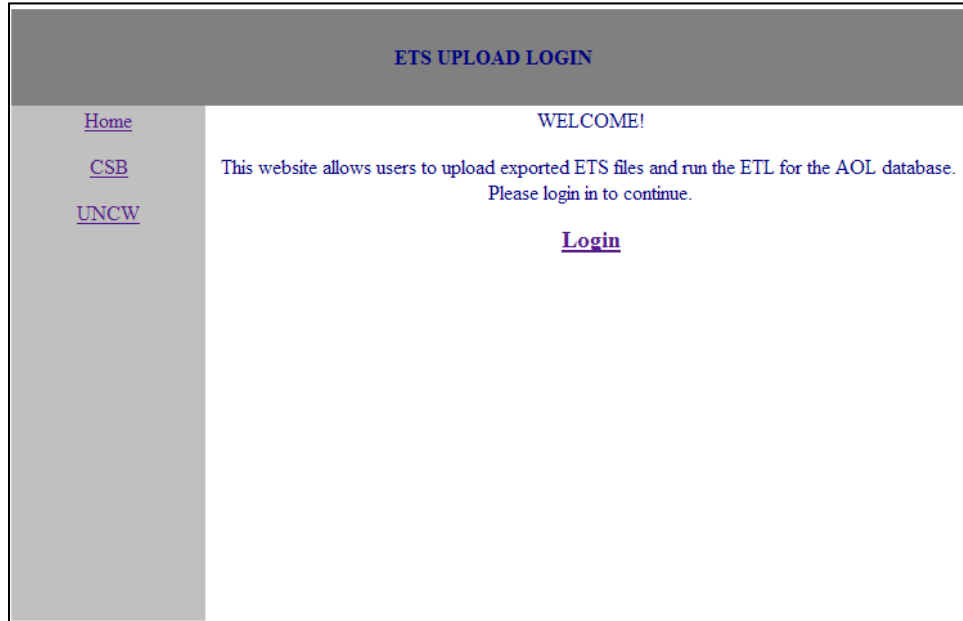 ETS UPLOAD LOGIN
Home
CSB
UNCW
WELCOME!
This website allows users to upload exported ETS files and run the ETL for the AOL database.
Please login in to continue.
Login